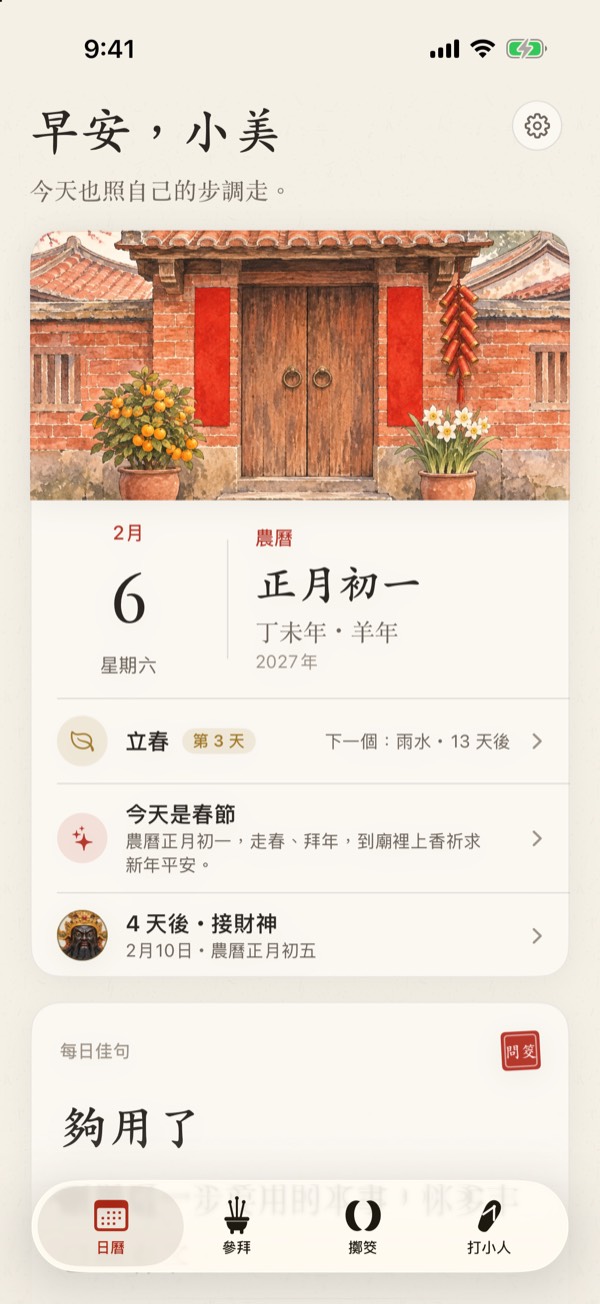 9:41
早安，小美
今天也照自己的步調走。
2月
6
星期六
農曆
正月初一
丁未年・羊年
2027年
立春 第 3 天 下一個：雨水・13 天後
今天是春節
農曆正月初一，走春、拜年，到廟裡上香祈求
新年平安。
4 天後・接財神
2月10日・農曆正月初五
每日佳句
問筊
夠用了
日曆 參拜 擲筊 打小人